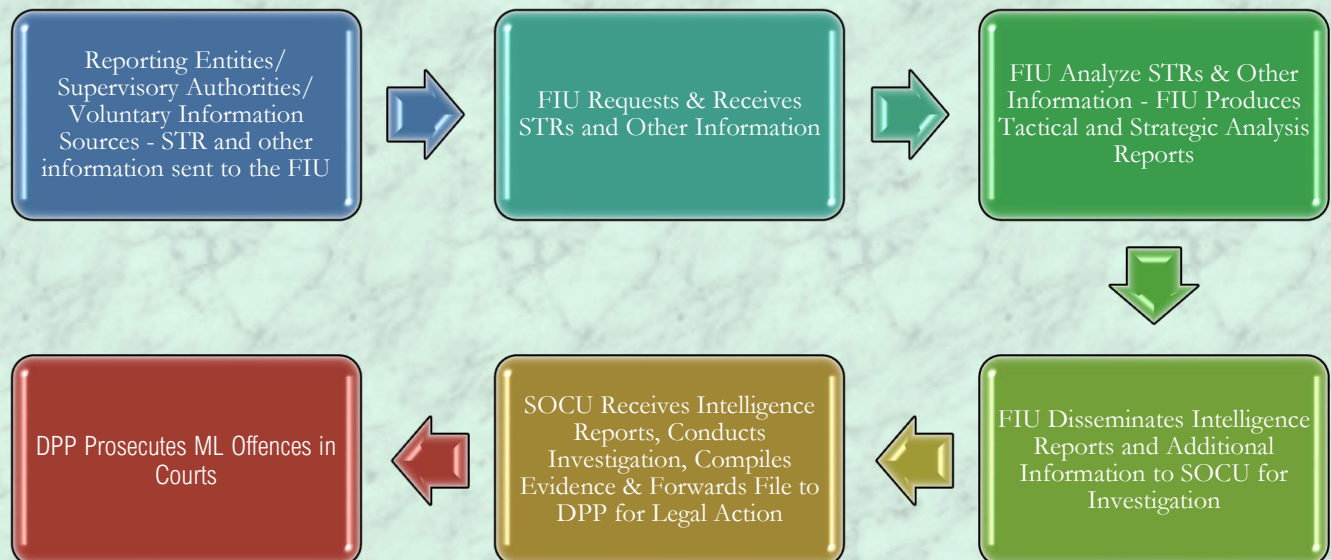 Reporting Entities/
Supervisory Authorities/
Voluntary Information
Sources - STR and other
information sent to the FIU
FIU Requests & Receives
STRs and Other Information
FIU Analyze STRs & Other
Information - FIU Produces
Tactical and Strategic Analysis
Reports
FIU Disseminates Intelligence
Reports and Additional
Information to SOCU for
Investigation
SOCU Receives Intelligence
Reports, Conducts
Investigation, Compiles
Evidence & Forwards File to
DPP for Legal Action
DPP Prosecutes ML Offences in
Courts